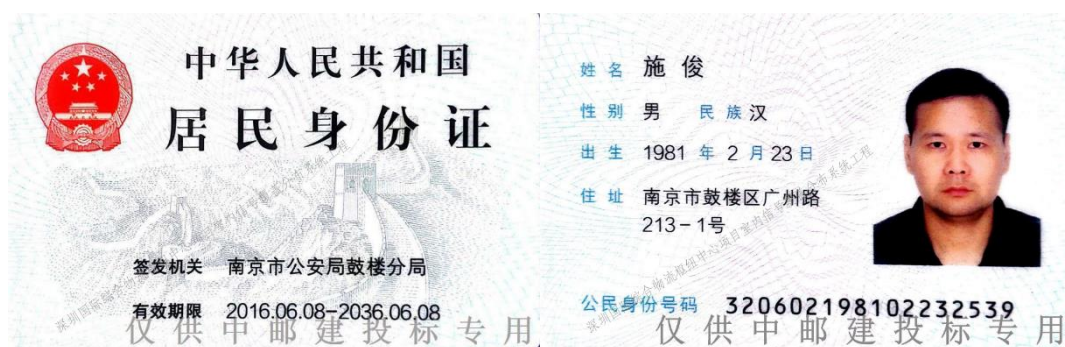 中华人民共和国
居民身份证
签发机关 南京市公安局鼓楼分局
有效期限 2016.06.08-2036.06.08
仅供中邮建投标专用
姓名 施俊
性别 男 民族 汉
出生 1981 年 2 月 23 日
住址 南京市鼓楼区广州路
213-1号
公民身份号码 320602198102232539
仅供中邮建投标专用